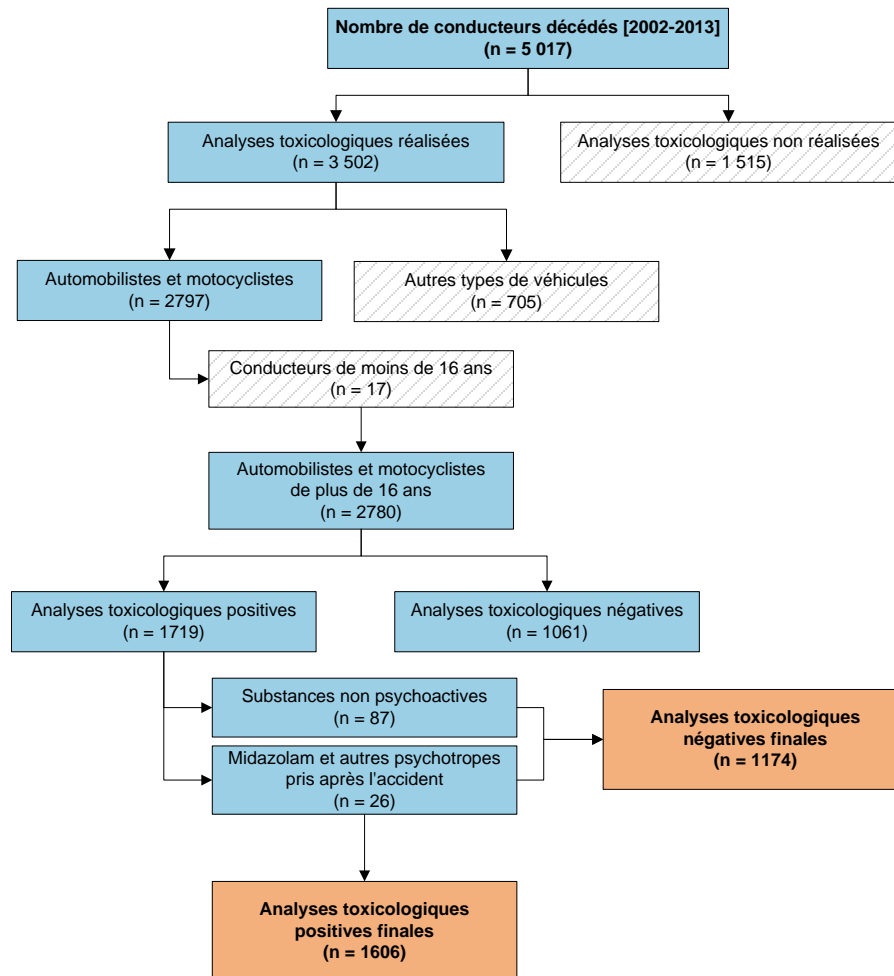 Nombre de conducteurs décédés [2002-2013]
(n = 5 017)
Analyses toxicologiques réalisées
(n = 3 502)
Analyses toxicologiques non réalisées
(n = 1 515)
Automobilistes et motocyclistes
(n = 2797)
Autres types de véhicules
(n = 705)
Conducteurs de moins de 16 ans
(n = 17)
Automobilistes et motocyclistes
de plus de 16 ans
(n = 2780)
Analyses toxicologiques positives
(n = 1719)
Analyses toxicologiques négatives
(n = 1061)
Substances non psychoactives
(n = 87)
Midazolam et autres psychotropes
pris après l'accident
(n = 26)
Analyses toxicologiques
négatives finales
(n = 1174)
Analyses toxicologiques
positives finales
(n = 1606)